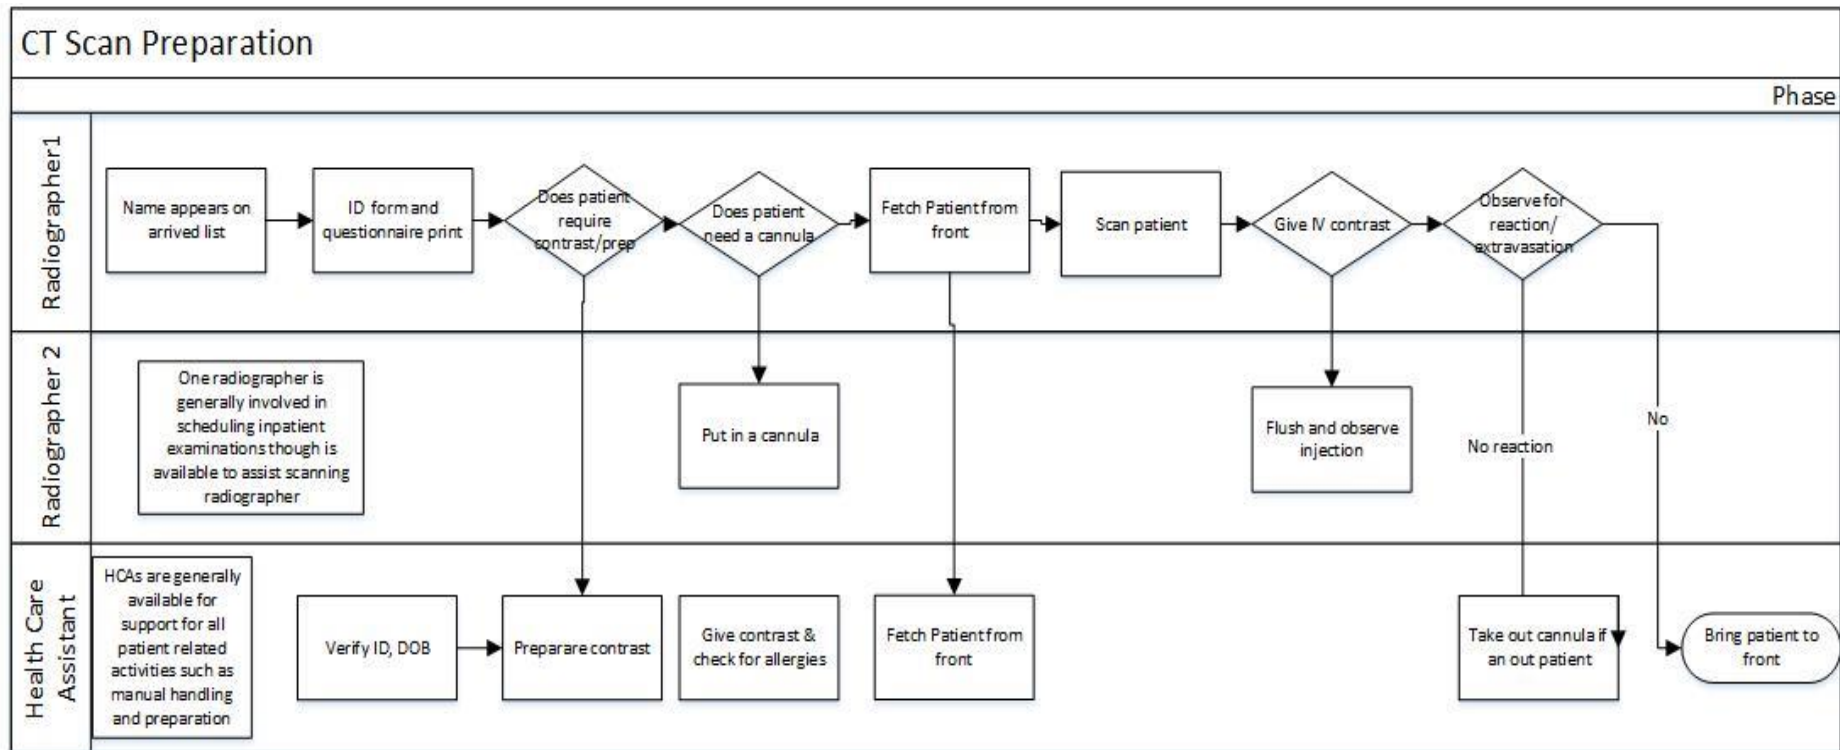 CT Scan Preparation
Phase
Radiographer1
Name appears on
arrived list
ID form and
questionnaire print
Does patient
require
contrast/prep
Does patient
need a cannula
Fetch Patient from
front
Scan patient
Give IV contrast
Observe for
reaction/
extravasation
Radiographer 2
One radiographer is
generally involved in
scheduling inpatient
examinations though is
available to assist scanning
radiographer
Put in a cannula
Flush and observe
injection
No reaction
No
Health Care
Assistant
HCAs are generally
available for
support for all
patient related
activities such as
manual handling
and preparation
Verify ID, DOB
Preparare contrast
Give contrast &
check for allergies
Fetch Patient from
front
Take out cannula if
an out patient
Bring patient to
front